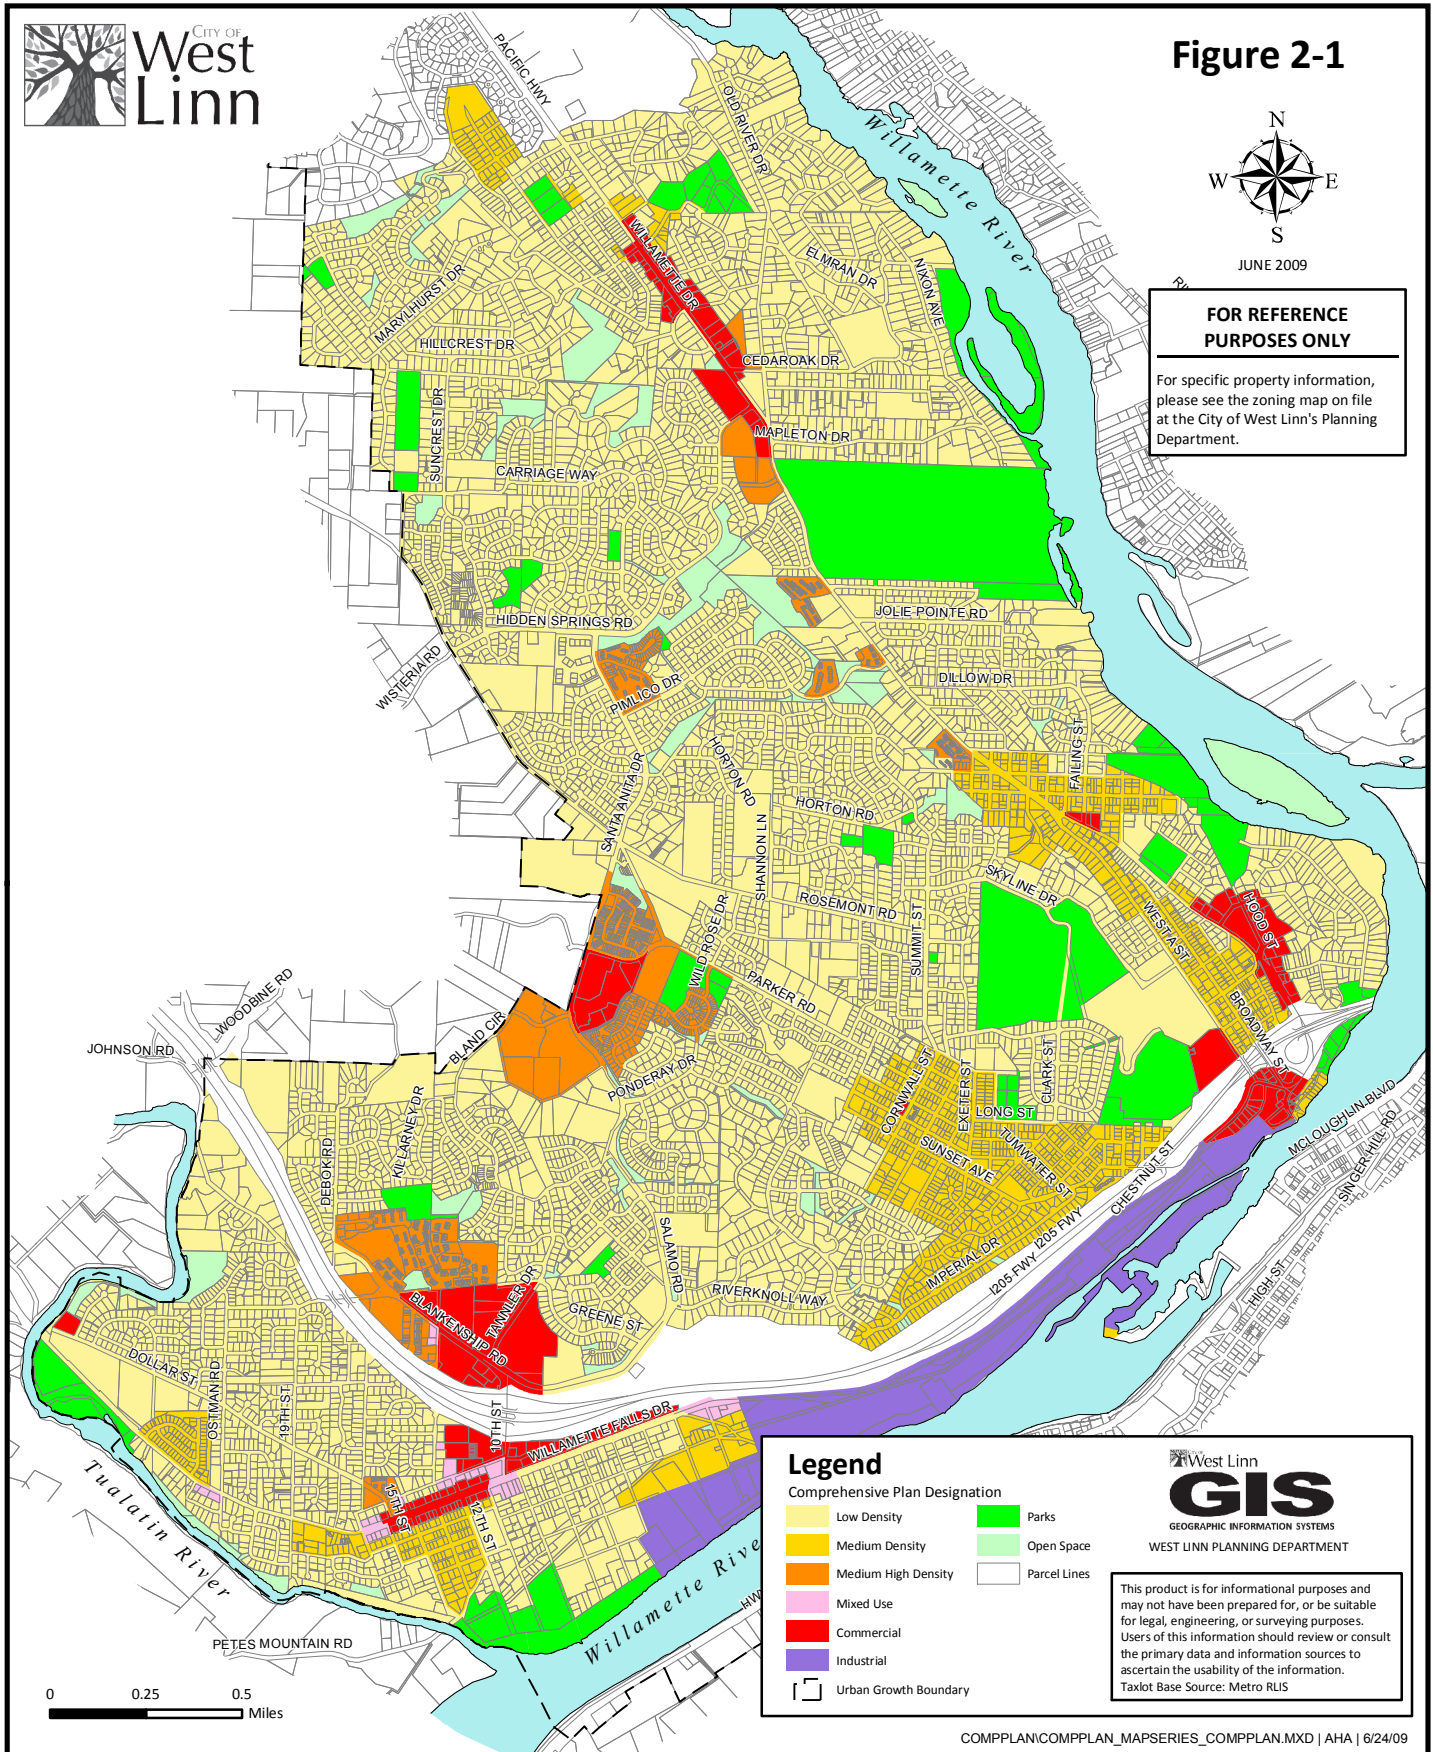 CITY OF
West
Linn
Figure 2-1
N
W E
S
JUNE 2009
FOR REFERENCE
PURPOSES ONLY
For specific property information,
please see the zoning map on file
at the City of West Linn's Planning
Department.
PACIFIC HWY
OLD RIVER DR
Willamette River
WILLAMETTE DR
ELMRAN DR
NIXON AVE
MARYLHURST DR
HILLCREST DR
CEDAROAK DR
SUNCREST DR
MAPLETON DR
CARRIAGE WAY
HIDDEN SPRINGS RD
JOLIE POINTE RD
WISTERIA RD
PIMLICO DR
DILLOW DR
FAILING ST
HORTON RD
SANTA ANITA DR
HORTON RD
SHANNON LN
SKYLINE DR
ROSEMONT RD
WILD ROSE DR
SUMMIT ST
WEST A ST
HOOD ST
PARKER RD
BROADWAY ST
WOODBINE RD
JOHNSON RD
BLAND CIR
PONDERAY DR
CORNWALL ST
EXETER ST
CLARK ST
LONG ST
KILLARNEY DR
DEBOK RD
SUNSET AVE
TUMWATER ST
CHESTNUT ST
MCLOUGHLIN BLVD
SINGER HILL RD
SALAMO RD
IMPERIAL DR
I205 FWY
I205 FWY
HIGH ST
RIVERKNOLL WAY
TANNLER DR
GREENE ST
BLANKENSHIP RD
DOLLAR ST
OSTMAN RD
19TH ST
10TH ST
WILLAMETTE FALLS DR
15TH ST
12TH ST
Tualatin River
Willamette Rive
HW
PETES MOUNTAIN RD
0 0.25 0.5
Miles
Legend
Comprehensive Plan Designation
Low Density
Medium Density
Medium High Density
Mixed Use
Commercial
Industrial
Urban Growth Boundary
Parks
Open Space
Parcel Lines
CITY OF
West Linn
GIS
GEOGRAPHIC INFORMATION SYSTEMS
WEST LINN PLANNING DEPARTMENT
This product is for informational purposes and
may not have been prepared for, or be suitable
for legal, engineering, or surveying purposes.
Users of this information should review or consult
the primary data and information sources to
ascertain the usability of the information.
Taxlot Base Source: Metro RLIS
COMPPLAN\COMPPLAN_MAPSERIES_COMPPLAN.MXD | AHA | 6/24/09